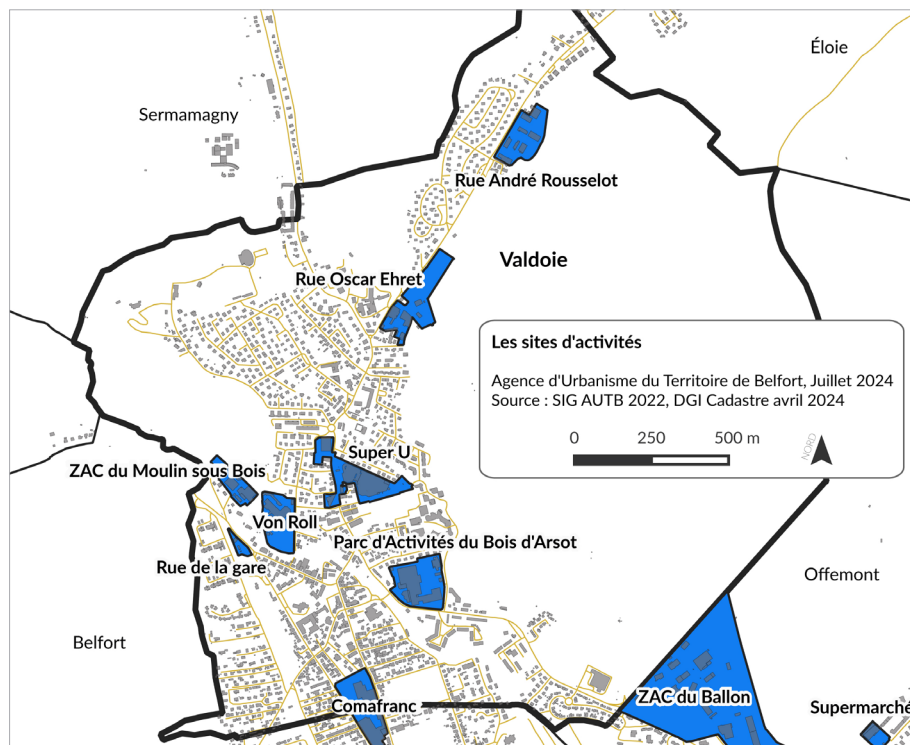 Éloie
Sermamagny
Rue André Rousselot
Valdoie
Rue Oscar Ehret
Les sites d'activités
Agence d'Urbanisme du Territoire de Belfort, Juillet 2024
Source : SIG AUTB 2022, DGI Cadastre avril 2024
0 250 500 m
NORD
Super U
ZAC du Moulin sous Bois
Von Roll
Parc d'Activités du Bois d'Arsot
Rue de la gare
Offemont
Belfort
ZAC du Ballon
Comafranc
Supermarché